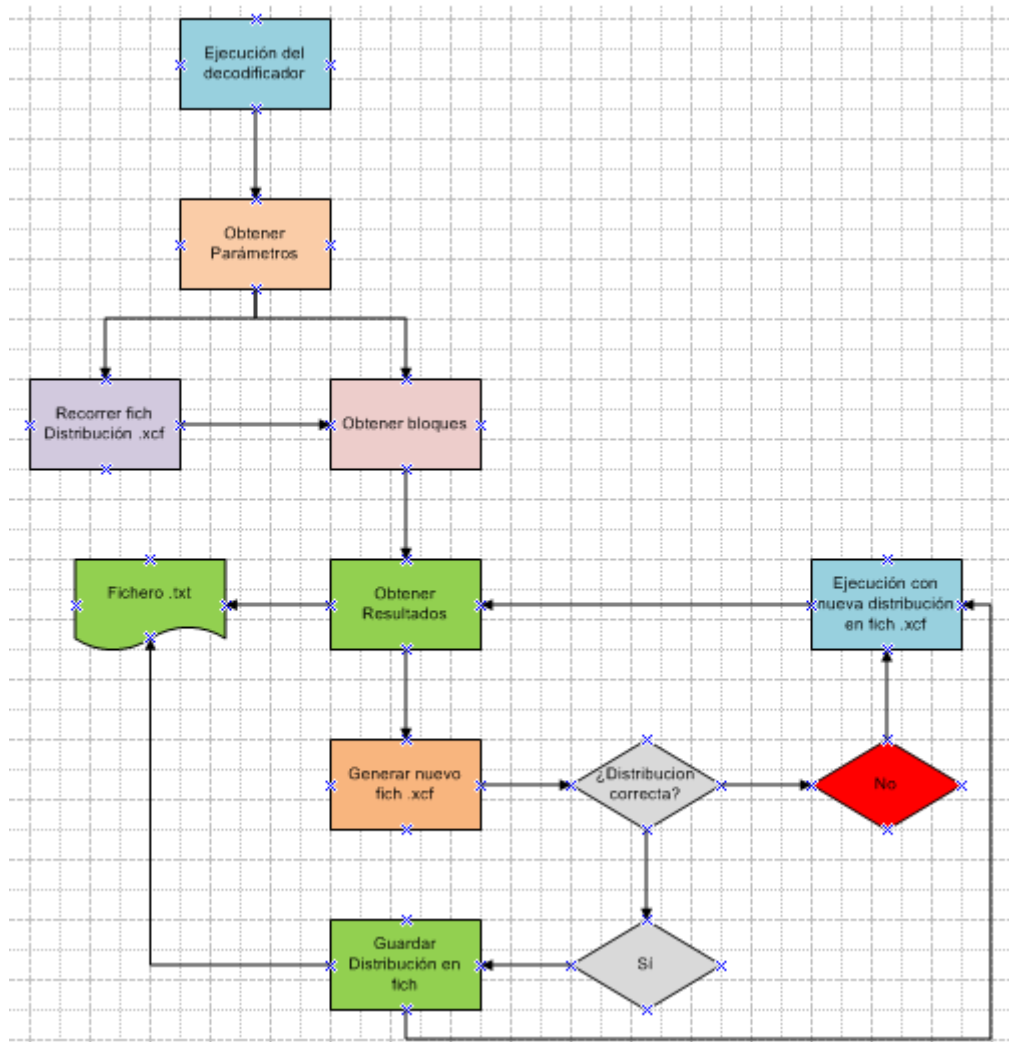 Ejecución del
decodificador
Obtener
Parámetros
Recorrer fich
Distribución .xcf
Obtener bloques
Fichero .txt
Obtener
Resultados
Ejecución con
nueva distribución
en fich .xcf
Generar nuevo
fich .xcf
¿Distribucion
correcta?
No
Guardar
Distribución en
fich
Sí